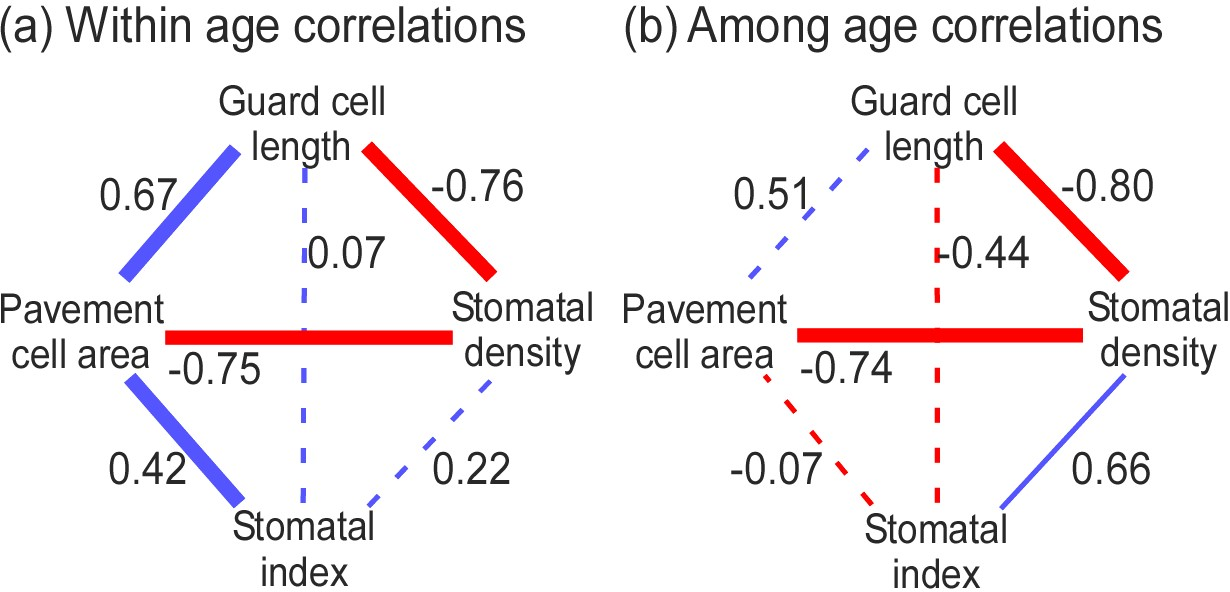 (a) Within age correlations
Guard cell
length
0.67
-0.76
0.07
Pavement
cell area
Stomatal
density
-0.75
0.42
0.22
Stomatal
index
(b) Among age correlations
Guard cell
length
0.51
-0.80
-0.44
Pavement
cell area
Stomatal
density
-0.74
-0.07
0.66
Stomatal
index